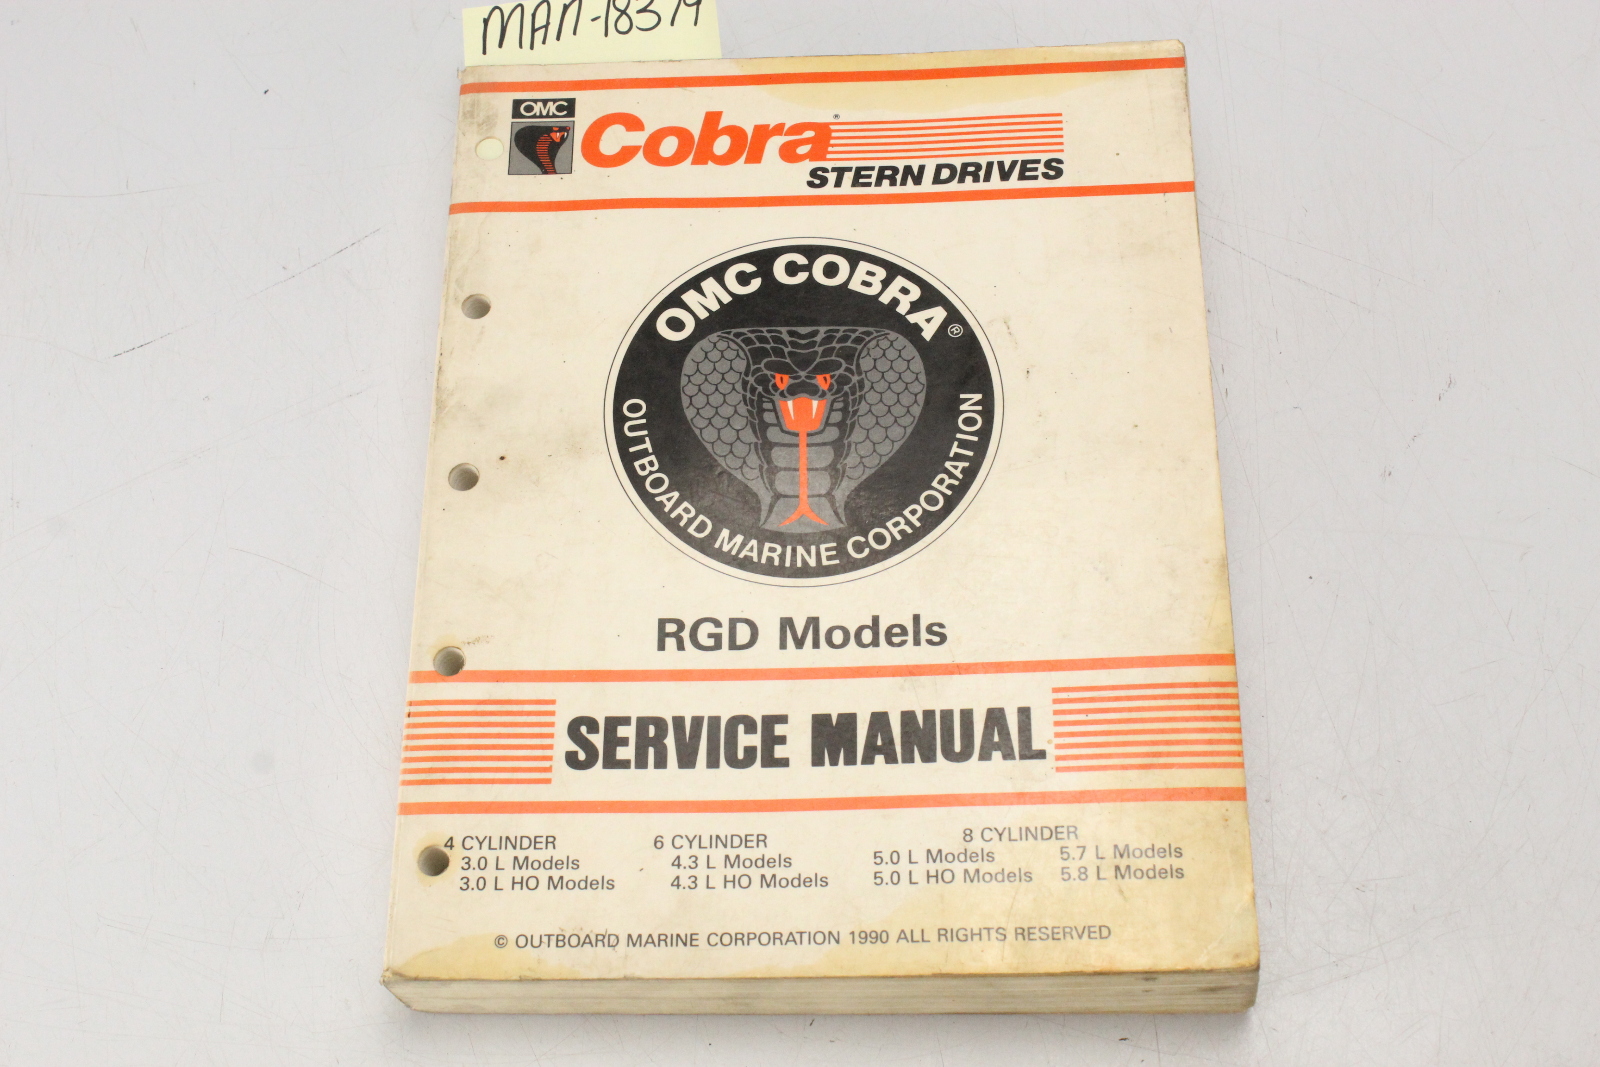 MAN-18379
OMC
Cobra®
STERN DRIVES
OMC COBRA®
OUTBOARD MARINE CORPORATION
RGD Models
SERVICE MANUAL
4 CYLINDER
3.0 L Models
3.0 L HO Models
6 CYLINDER
4.3 L Models
4.3 L HO Models
8 CYLINDER
5.0 L Models 5.7 L Models
5.0 L HO Models 5.8 L Models
© OUTBOARD MARINE CORPORATION 1990 ALL RIGHTS RESERVED